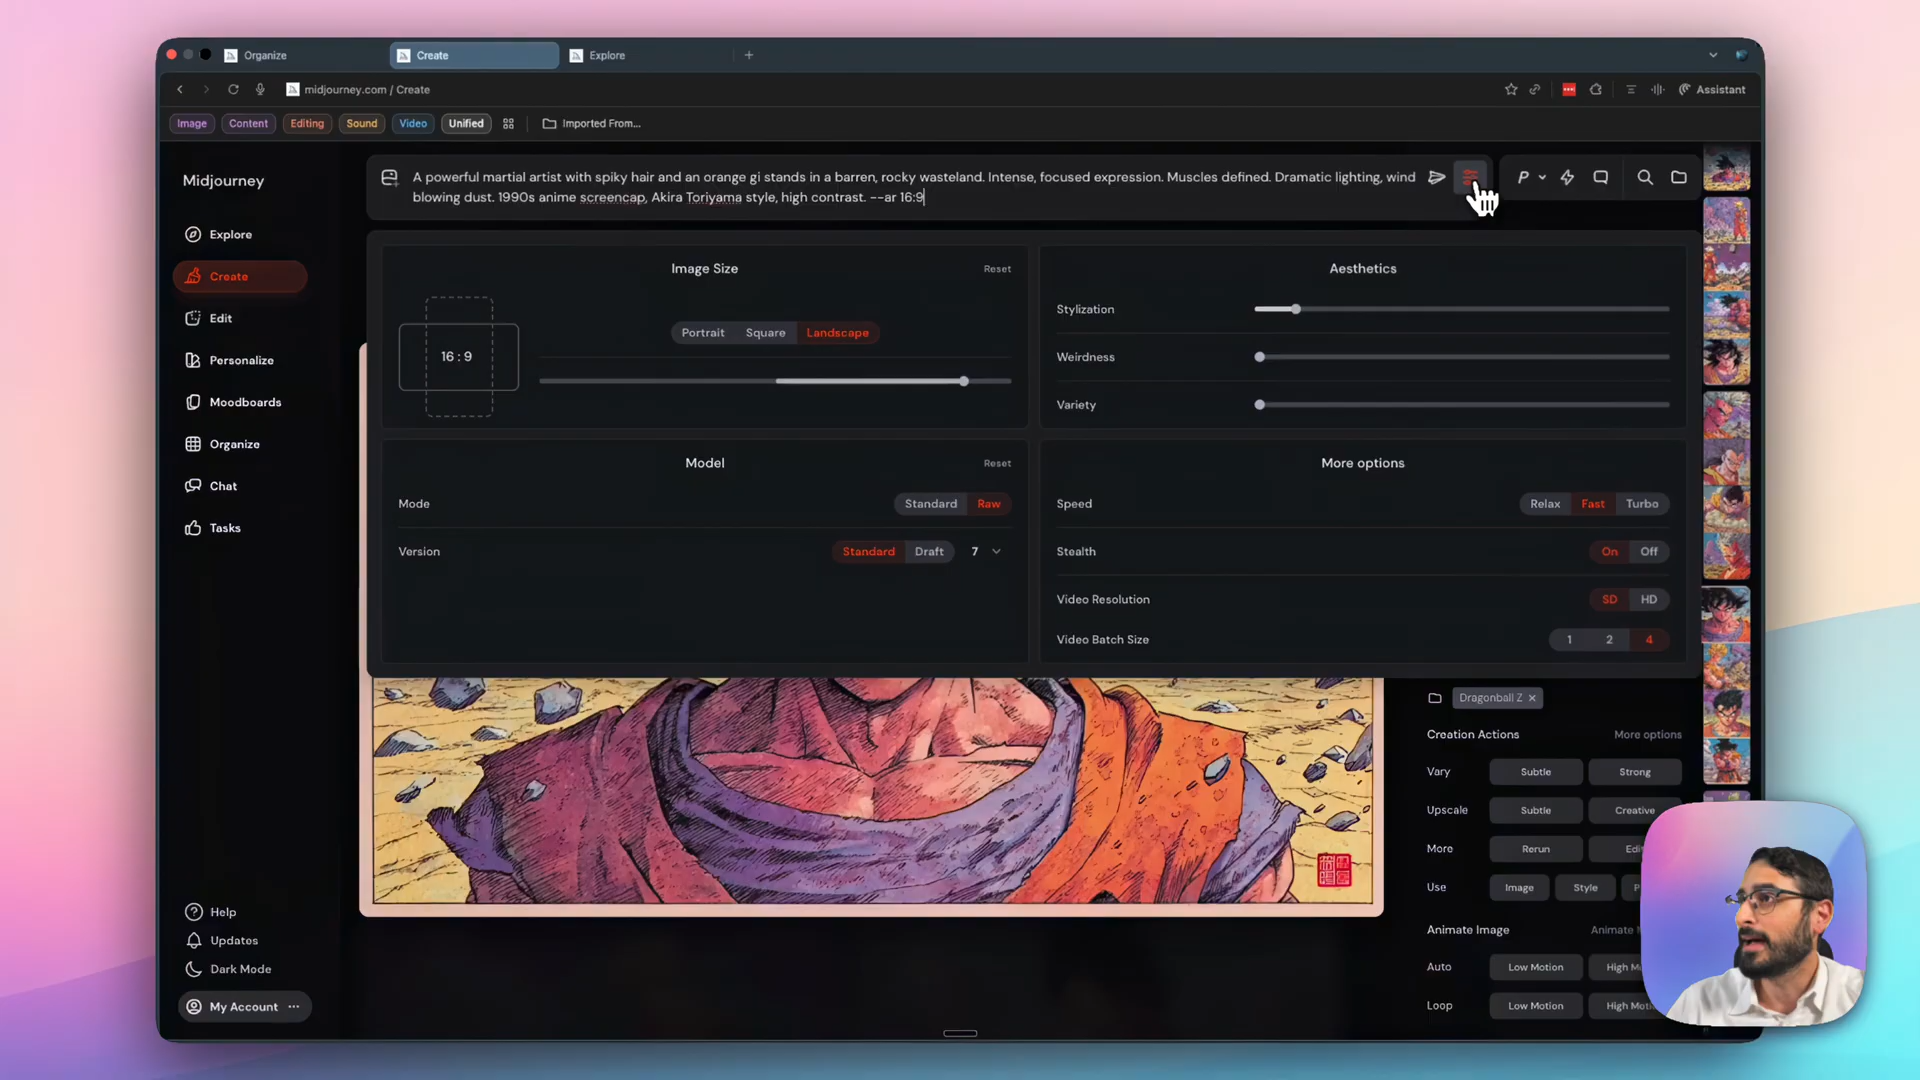 Organize
Create
Explore
midjourney.com / Create
Assistant
Image
Content
Editing
Sound
Video
Unified
Imported From...
Midjourney
A powerful martial artist with spiky hair and an orange gi stands in a barren, rocky wasteland. Intense, focused expression. Muscles defined. Dramatic lighting, wind
blowing dust. 1990s anime screencap, Akira Toriyama style, high contrast. --ar 16:9
Explore
Create
Edit
Personalize
Moodboards
Organize
Chat
Tasks
Help
Updates
Dark Mode
My Account
Image Size
Reset
16 : 9
Portrait
Square
Landscape
Aesthetics
Stylization
Weirdness
Variety
Model
Reset
Mode
Standard
Raw
Version
Standard
Draft
7
More options
Speed
Relax
Fast
Turbo
Stealth
On
Off
Video Resolution
SD
HD
Video Batch Size
1
2
4
Dragonball Z
Creation Actions
More options
Vary
Subtle
Strong
Upscale
Subtle
Creative
More
Rerun
Use
Image
Style
Animate Image
Animate
Auto
Low Motion
High
Loop
Low Motion
High